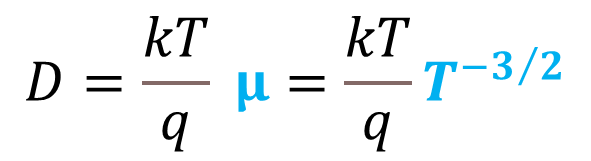 D = kT/q μ = kT/q T^{-3/2}